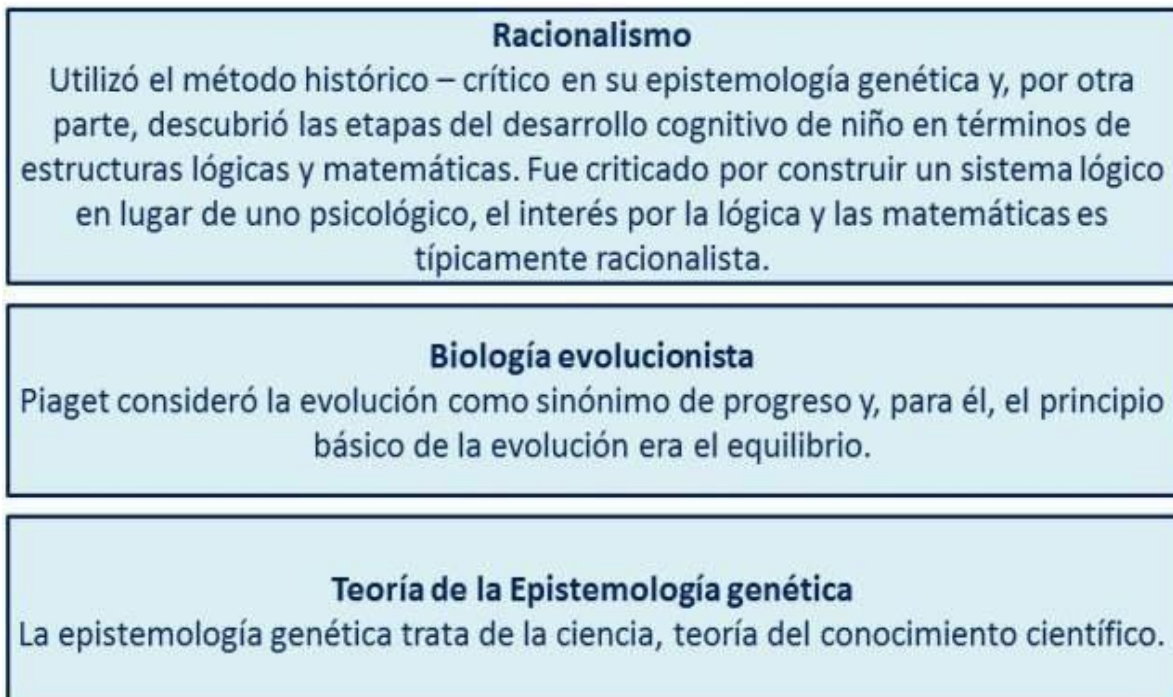 Racionalismo
Utilizó el método histórico – crítico en su epistemología genética y, por otra
parte, descubrió las etapas del desarrollo cognitivo de niño en términos de
estructuras lógicas y matemáticas. Fue criticado por construir un sistema lógico
en lugar de uno psicológico, el interés por la lógica y las matemáticas es
típicamente racionalista.
Biología evolucionista
Piaget consideró la evolución como sinónimo de progreso y, para él, el principio
básico de la evolución era el equilibrio.
Teoría de la Epistemología genética
La epistemología genética trata de la ciencia, teoría del conocimiento científico.